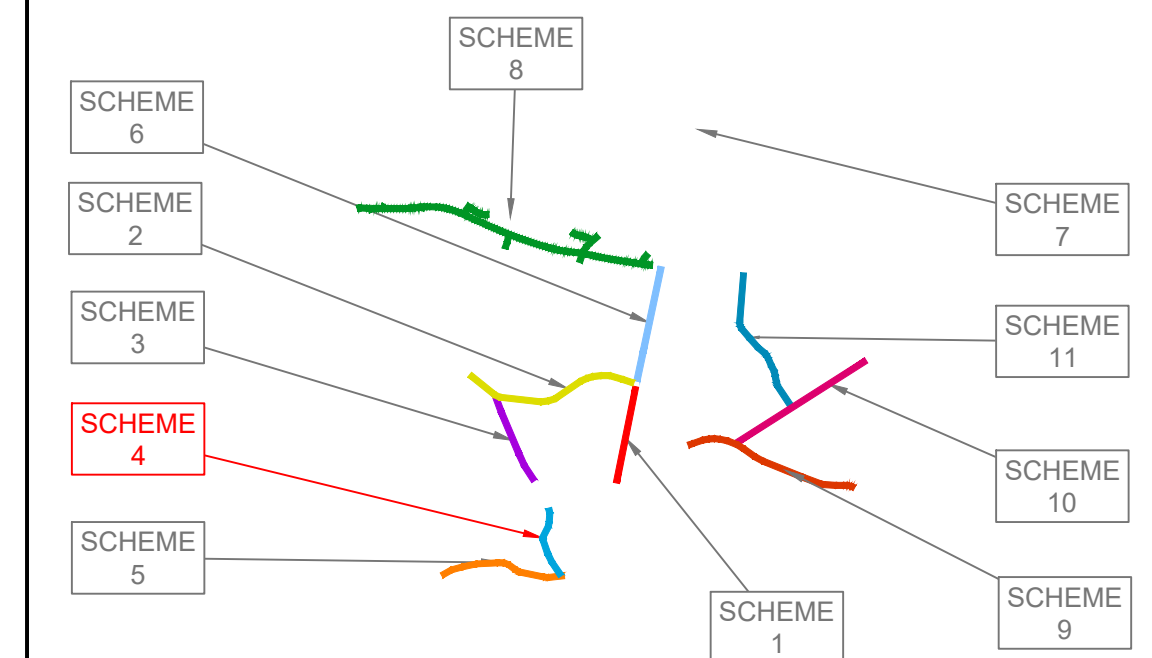 SCHEME
8
SCHEME
6
SCHEME
2
SCHEME
7
SCHEME
3
SCHEME
11
SCHEME
4
SCHEME
10
SCHEME
5
SCHEME
9
SCHEME
1